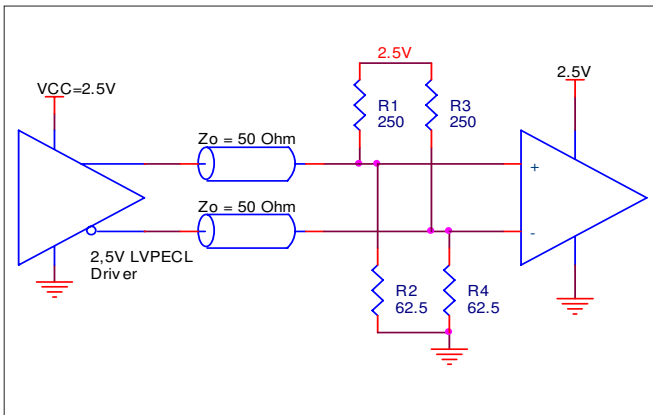 2.5V
VCC=2.5V
2.5V
R1
250
R3
250
Zo = 50 Ohm
+
Zo = 50 Ohm
-
2,5V LVPECL
Driver
R2
62.5
R4
62.5